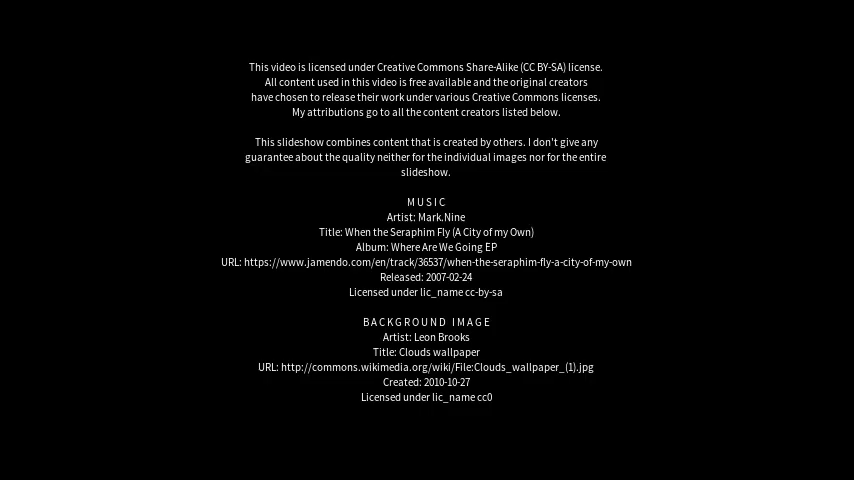 This video is licensed under Creative Commons Share-Alike (CC BY-SA) license.
All content used in this video is free available and the original creators
have chosen to release their work under various Creative Commons licenses.
My attributions go to all the content creators listed below.
This slideshow combines content that is created by others. I don't give any
guarantee about the quality neither for the individual images nor for the entire
slideshow.
MUSIC
Artist: Mark.Nine
Title: When the Seraphim Fly (A City of my Own)
Album: Where Are We Going EP
URL: https://www.jamendo.com/en/track/36537/when-the-seraphim-fly-a-city-of-my-own
Released: 2007-02-24
Licensed under lic_name cc-by-sa
BACKGROUND IMAGE
Artist: Leon Brooks
Title: Clouds wallpaper
URL: http://commons.wikimedia.org/wiki/File:Clouds_wallpaper_(1).jpg
Created: 2010-10-27
Licensed under lic_name cc0